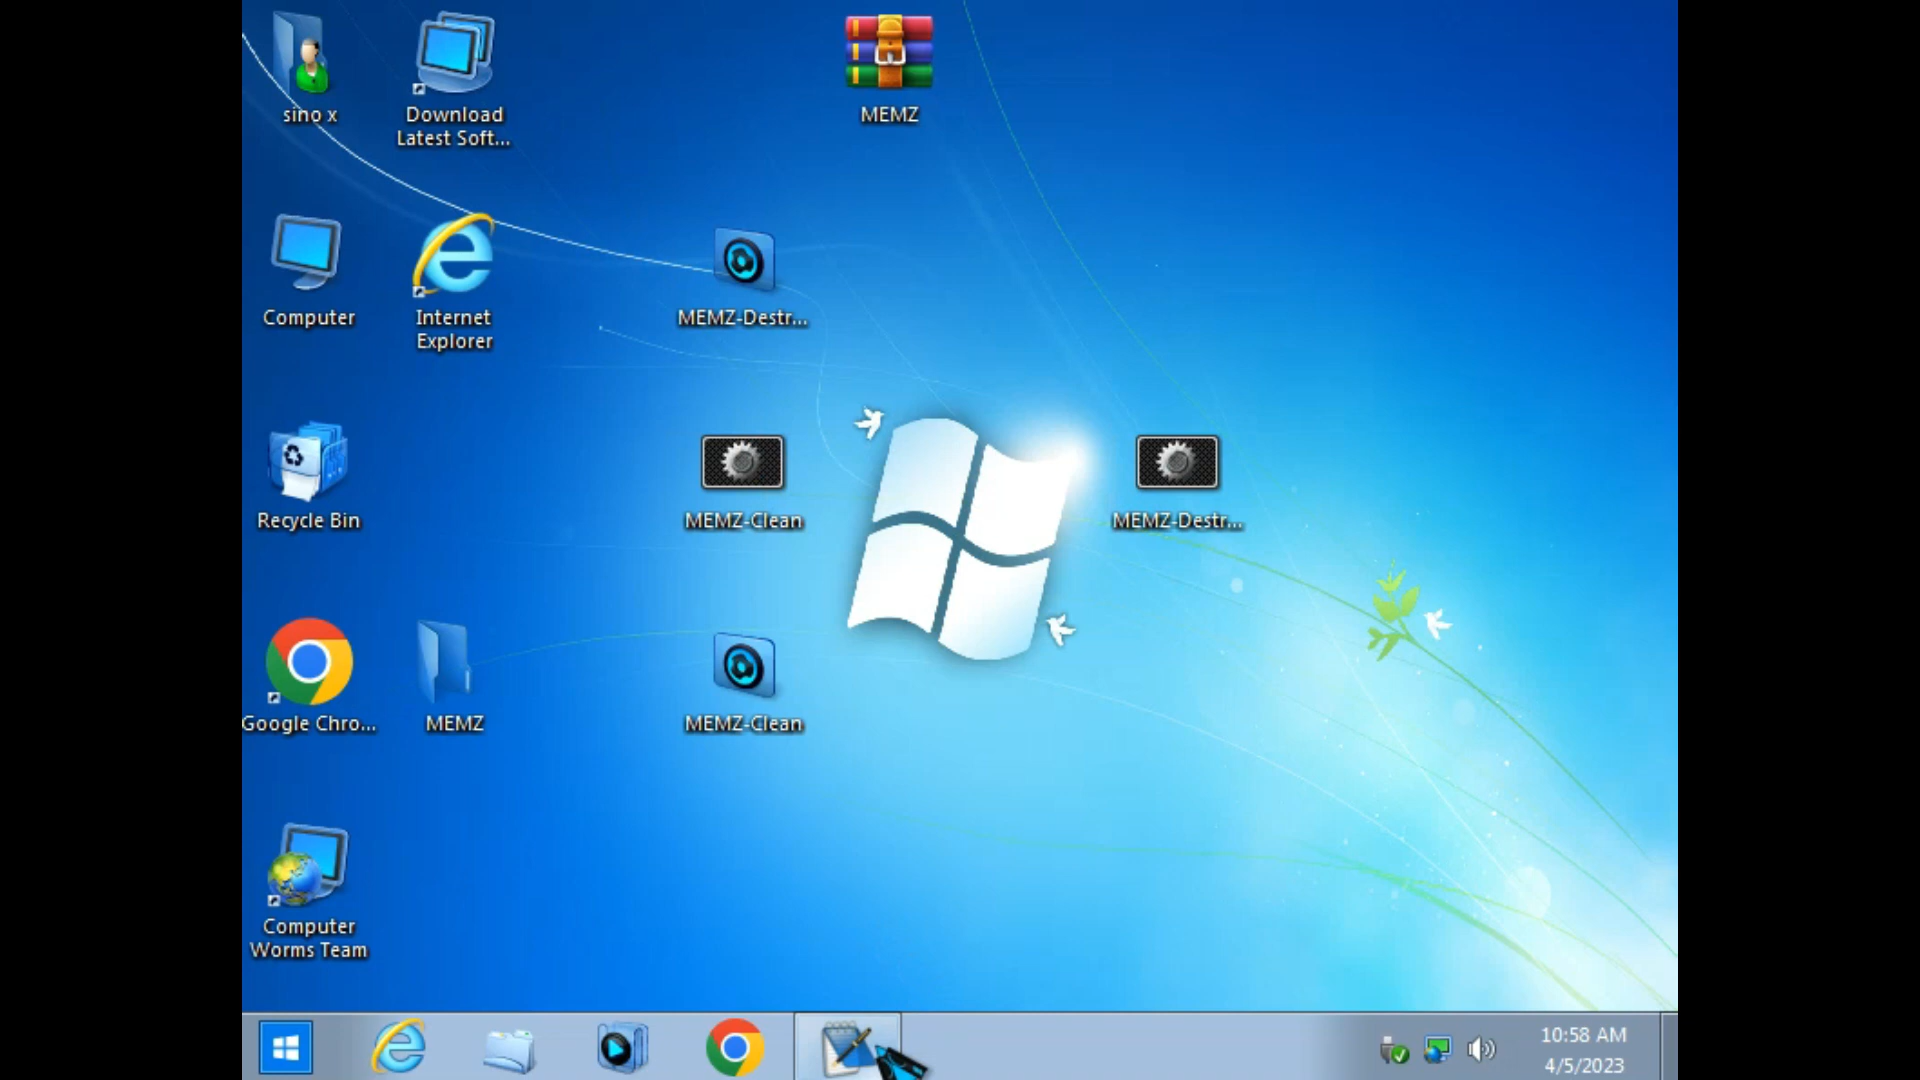 sino x
Download
Latest Soft...
MEMZ
Computer
Internet
Explorer
MEMZ-Destr...
Recycle Bin
MEMZ-Clean
MEMZ-Destr...
Google Chro...
MEMZ
MEMZ-Clean
Computer
Worms Team
10:58 AM
4/5/2023